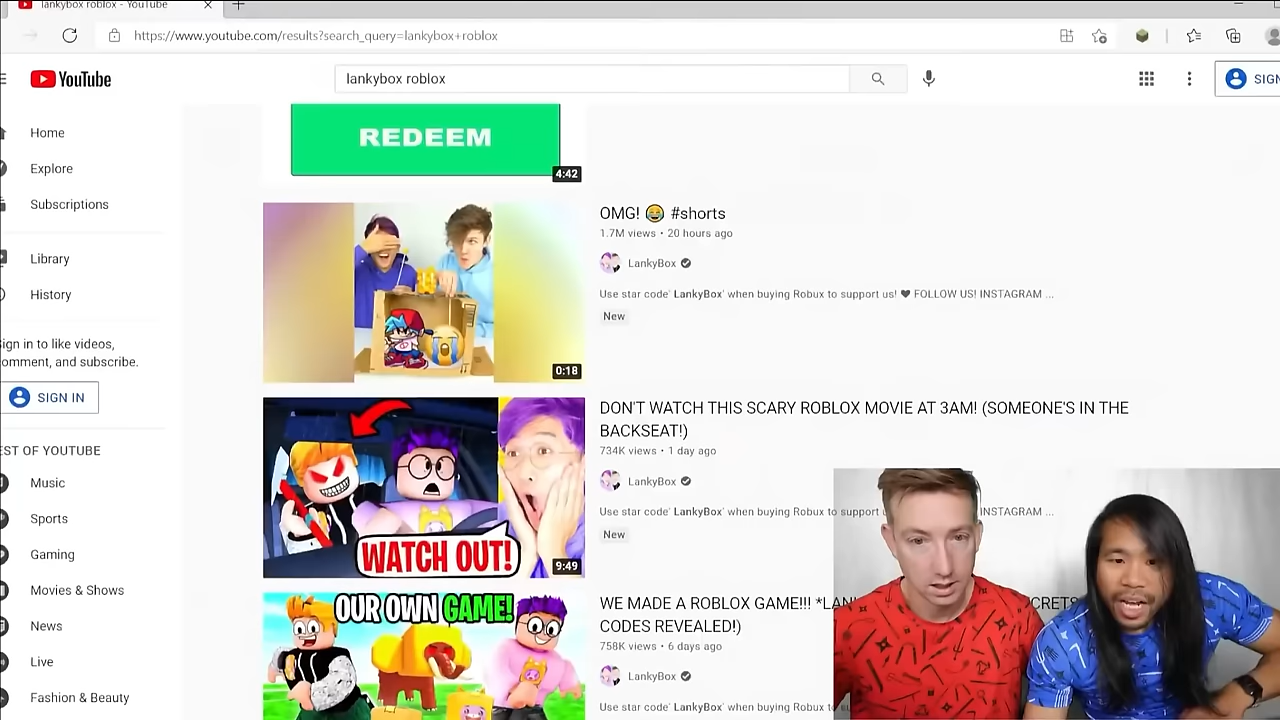 lankybox roblox - YouTube
https://www.youtube.com/results?search_query=lankybox+roblox
YouTube
lankybox roblox
SIGN
Home
Explore
Subscriptions
Library
History
ign in to like videos,
omment, and subscribe.
SIGN IN
EST OF YOUTUBE
Music
Sports
Gaming
Movies & Shows
News
Live
Fashion & Beauty
REDEEM
4:42
OMG! 😂 #shorts
1.7M views • 20 hours ago
LankyBox
Use star code' LankyBox' when buying Robux to support us! ❤ FOLLOW US! INSTAGRAM ...
New
0:18
DON'T WATCH THIS SCARY ROBLOX MOVIE AT 3AM! (SOMEONE'S IN THE
BACKSEAT!)
734K views • 1 day ago
LankyBox
Use star code' LankyBox' when buying Robux to support INSTAGRAM ...
New
WATCH OUT!
9:49
OUR OWN GAME!
WE MADE A ROBLOX GAME!!! *LAN CRETS
CODES REVEALED!)
758K views • 6 days ago
LankyBox
Use star code' LankyBox' when buying Robux to su